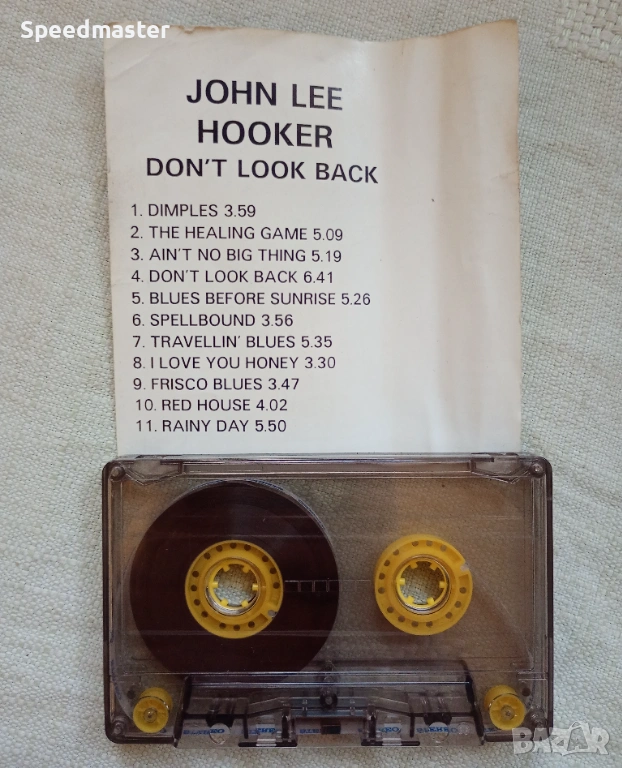 Speedmaster
JOHN LEE
HOOKER
DON'T LOOK BACK
1. DIMPLES 3.59
2. THE HEALING GAME 5.09
3. AIN'T NO BIG THING 5.19
4. DON'T LOOK BACK 6.41
5. BLUES BEFORE SUNRISE 5.26
6. SPELLBOUND 3.56
7. TRAVELLIN' BLUES 5.35
8. I LOVE YOU HONEY 3.30
9. FRISCO BLUES 3.47
10. RED HOUSE 4.02
11. RAINY DAY 5.50
BAZAR